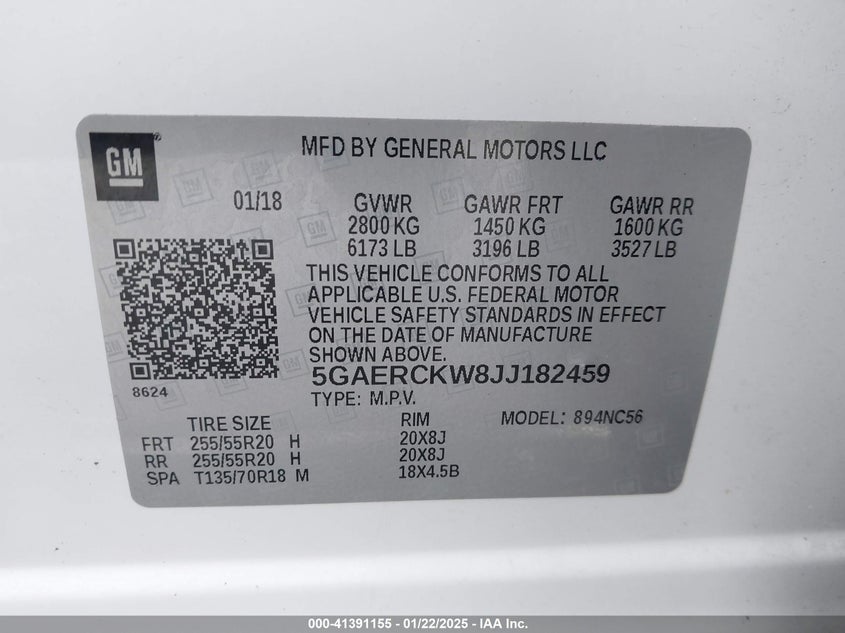 GM
MFD BY GENERAL MOTORS LLC
01/18 GVWR GAWR FRT GAWR RR
2800 KG 1450 KG 1600 KG
6173 LB 3196 LB 3527 LB
THIS VEHICLE CONFORMS TO ALL
APPLICABLE U.S. FEDERAL MOTOR
VEHICLE SAFETY STANDARDS IN EFFECT
ON THE DATE OF MANUFACTURE
SHOWN ABOVE.
5GAERCKW8JJ182459
8624
TYPE: M.P.V.
TIRE SIZE RIM MODEL: 894NC56
FRT 255/55R20 H 20X8J
RR 255/55R20 H 20X8J
SPA T135/70R18 M 18X4.5B
000-41391155 - 01/22/2025 - IAA Inc.